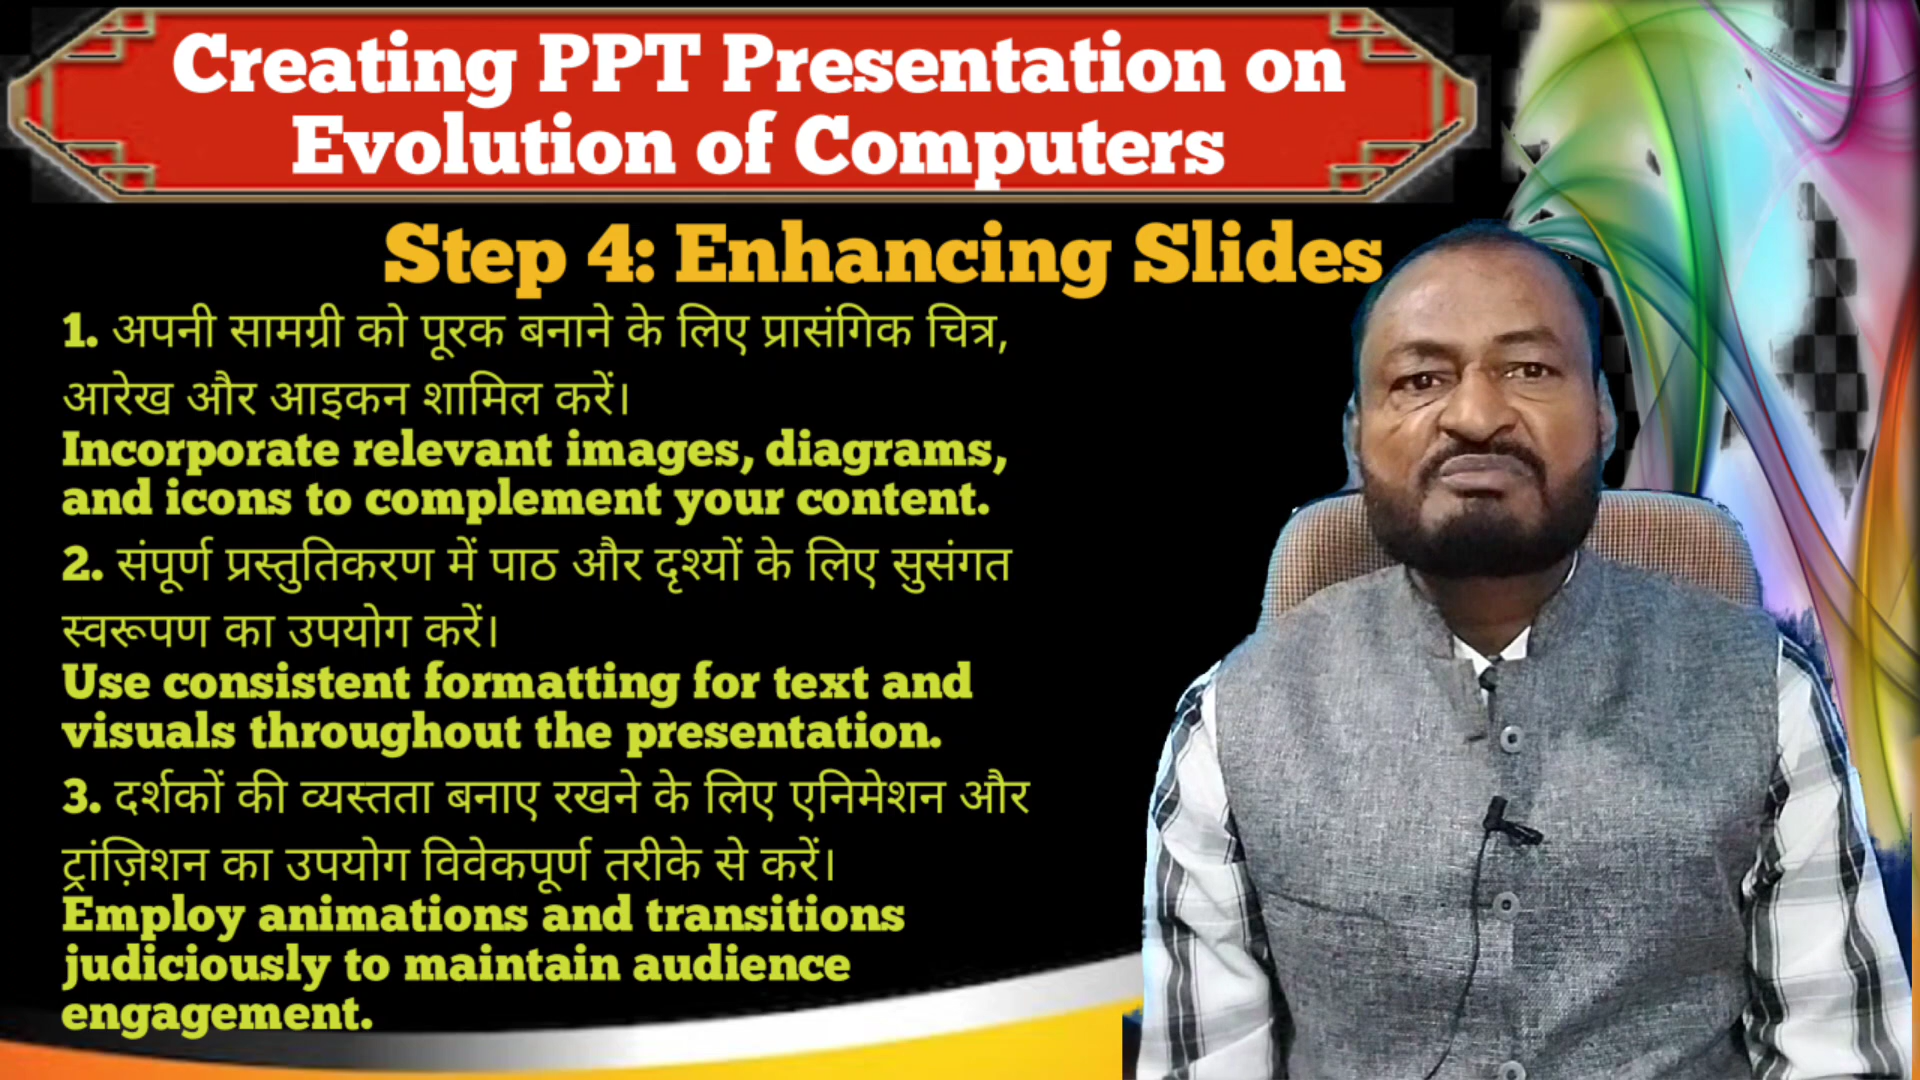 Creating PPT Presentation on
Evolution of Computers
Step 4: Enhancing Slides
1. अपनी सामग्री को पूरक बनाने के लिए प्रासंगिक चित्र,
आरेख और आइकन शामिल करें।
Incorporate relevant images, diagrams,
and icons to complement your content.
2. संपूर्ण प्रस्तुतिकरण में पाठ और दृश्यों के लिए सुसंगत
स्वरूपण का उपयोग करें।
Use consistent formatting for text and
visuals throughout the presentation.
3. दर्शकों की व्यस्तता बनाए रखने के लिए एनिमेशन और
ट्रांज़िशन का उपयोग विवेकपूर्ण तरीके से करें।
Employ animations and transitions
judiciously to maintain audience
engagement.